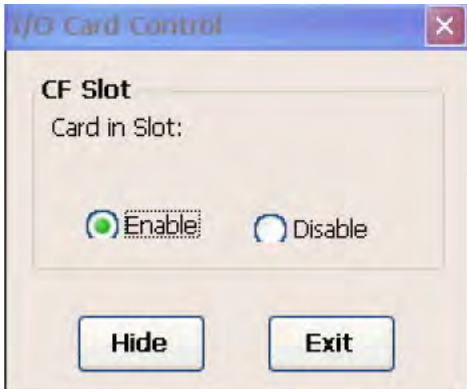 I/O Card Control
CF Slot
Card in Slot:
Enable Disable
Hide Exit